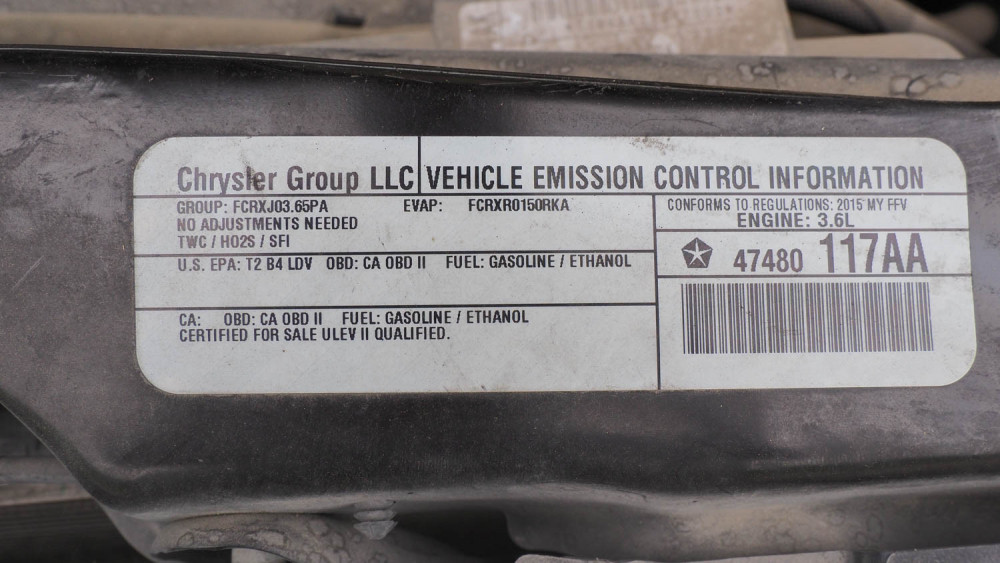 Chrysler Group LLC VEHICLE EMISSION CONTROL INFORMATION
GROUP: FCRXJ03.65PA EVAP: FCRXR0150RKA
NO ADJUSTMENTS NEEDED
TWC / HO2S / SFI
CONFORMS TO REGULATIONS: 2015 MY FFV
ENGINE: 3.6L
U.S. EPA: T2 B4 LDV OBD: CA OBD II FUEL: GASOLINE / ETHANOL
47480 117AA
CA: OBD: CA OBD II FUEL: GASOLINE / ETHANOL
CERTIFIED FOR SALE ULEV II QUALIFIED.